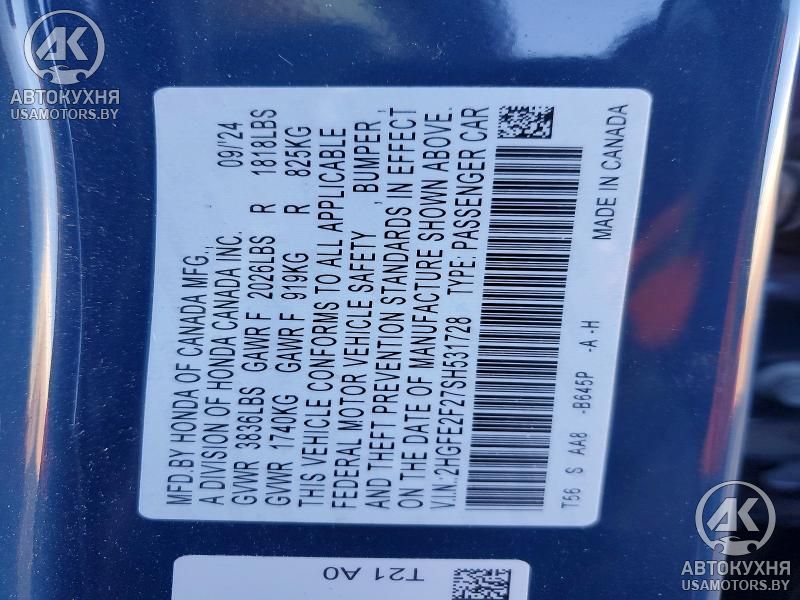 AK
АВТОКУХНЯ
USAMOTORS.BY
MFD.BY HONDA OF CANADA MFG., 09/'24
A DIVISION OF HONDA CANADA INC.
GVWR 3836LBS GAWR F 2026LBS R 1818LBS
GVWR 1740KG GAWR F 919KG R 825KG
THIS VEHICLE CONFORMS TO ALL APPLICABLE
FEDERAL MOTOR VEHICLE SAFETY , BUMPER ,
AND THEFT PREVENTION STANDARDS IN EFFECT
ON THE DATE OF MANUFACTURE SHOWN ABOVE.
V.I.N.:2HGFE2F27SH531728 TYPE: PASSENGER CAR
T56 S AA8 -B645P -A-H MADE IN CANADA
T21 A0
AK
АВТОКУХНЯ
USAMOTORS.BY